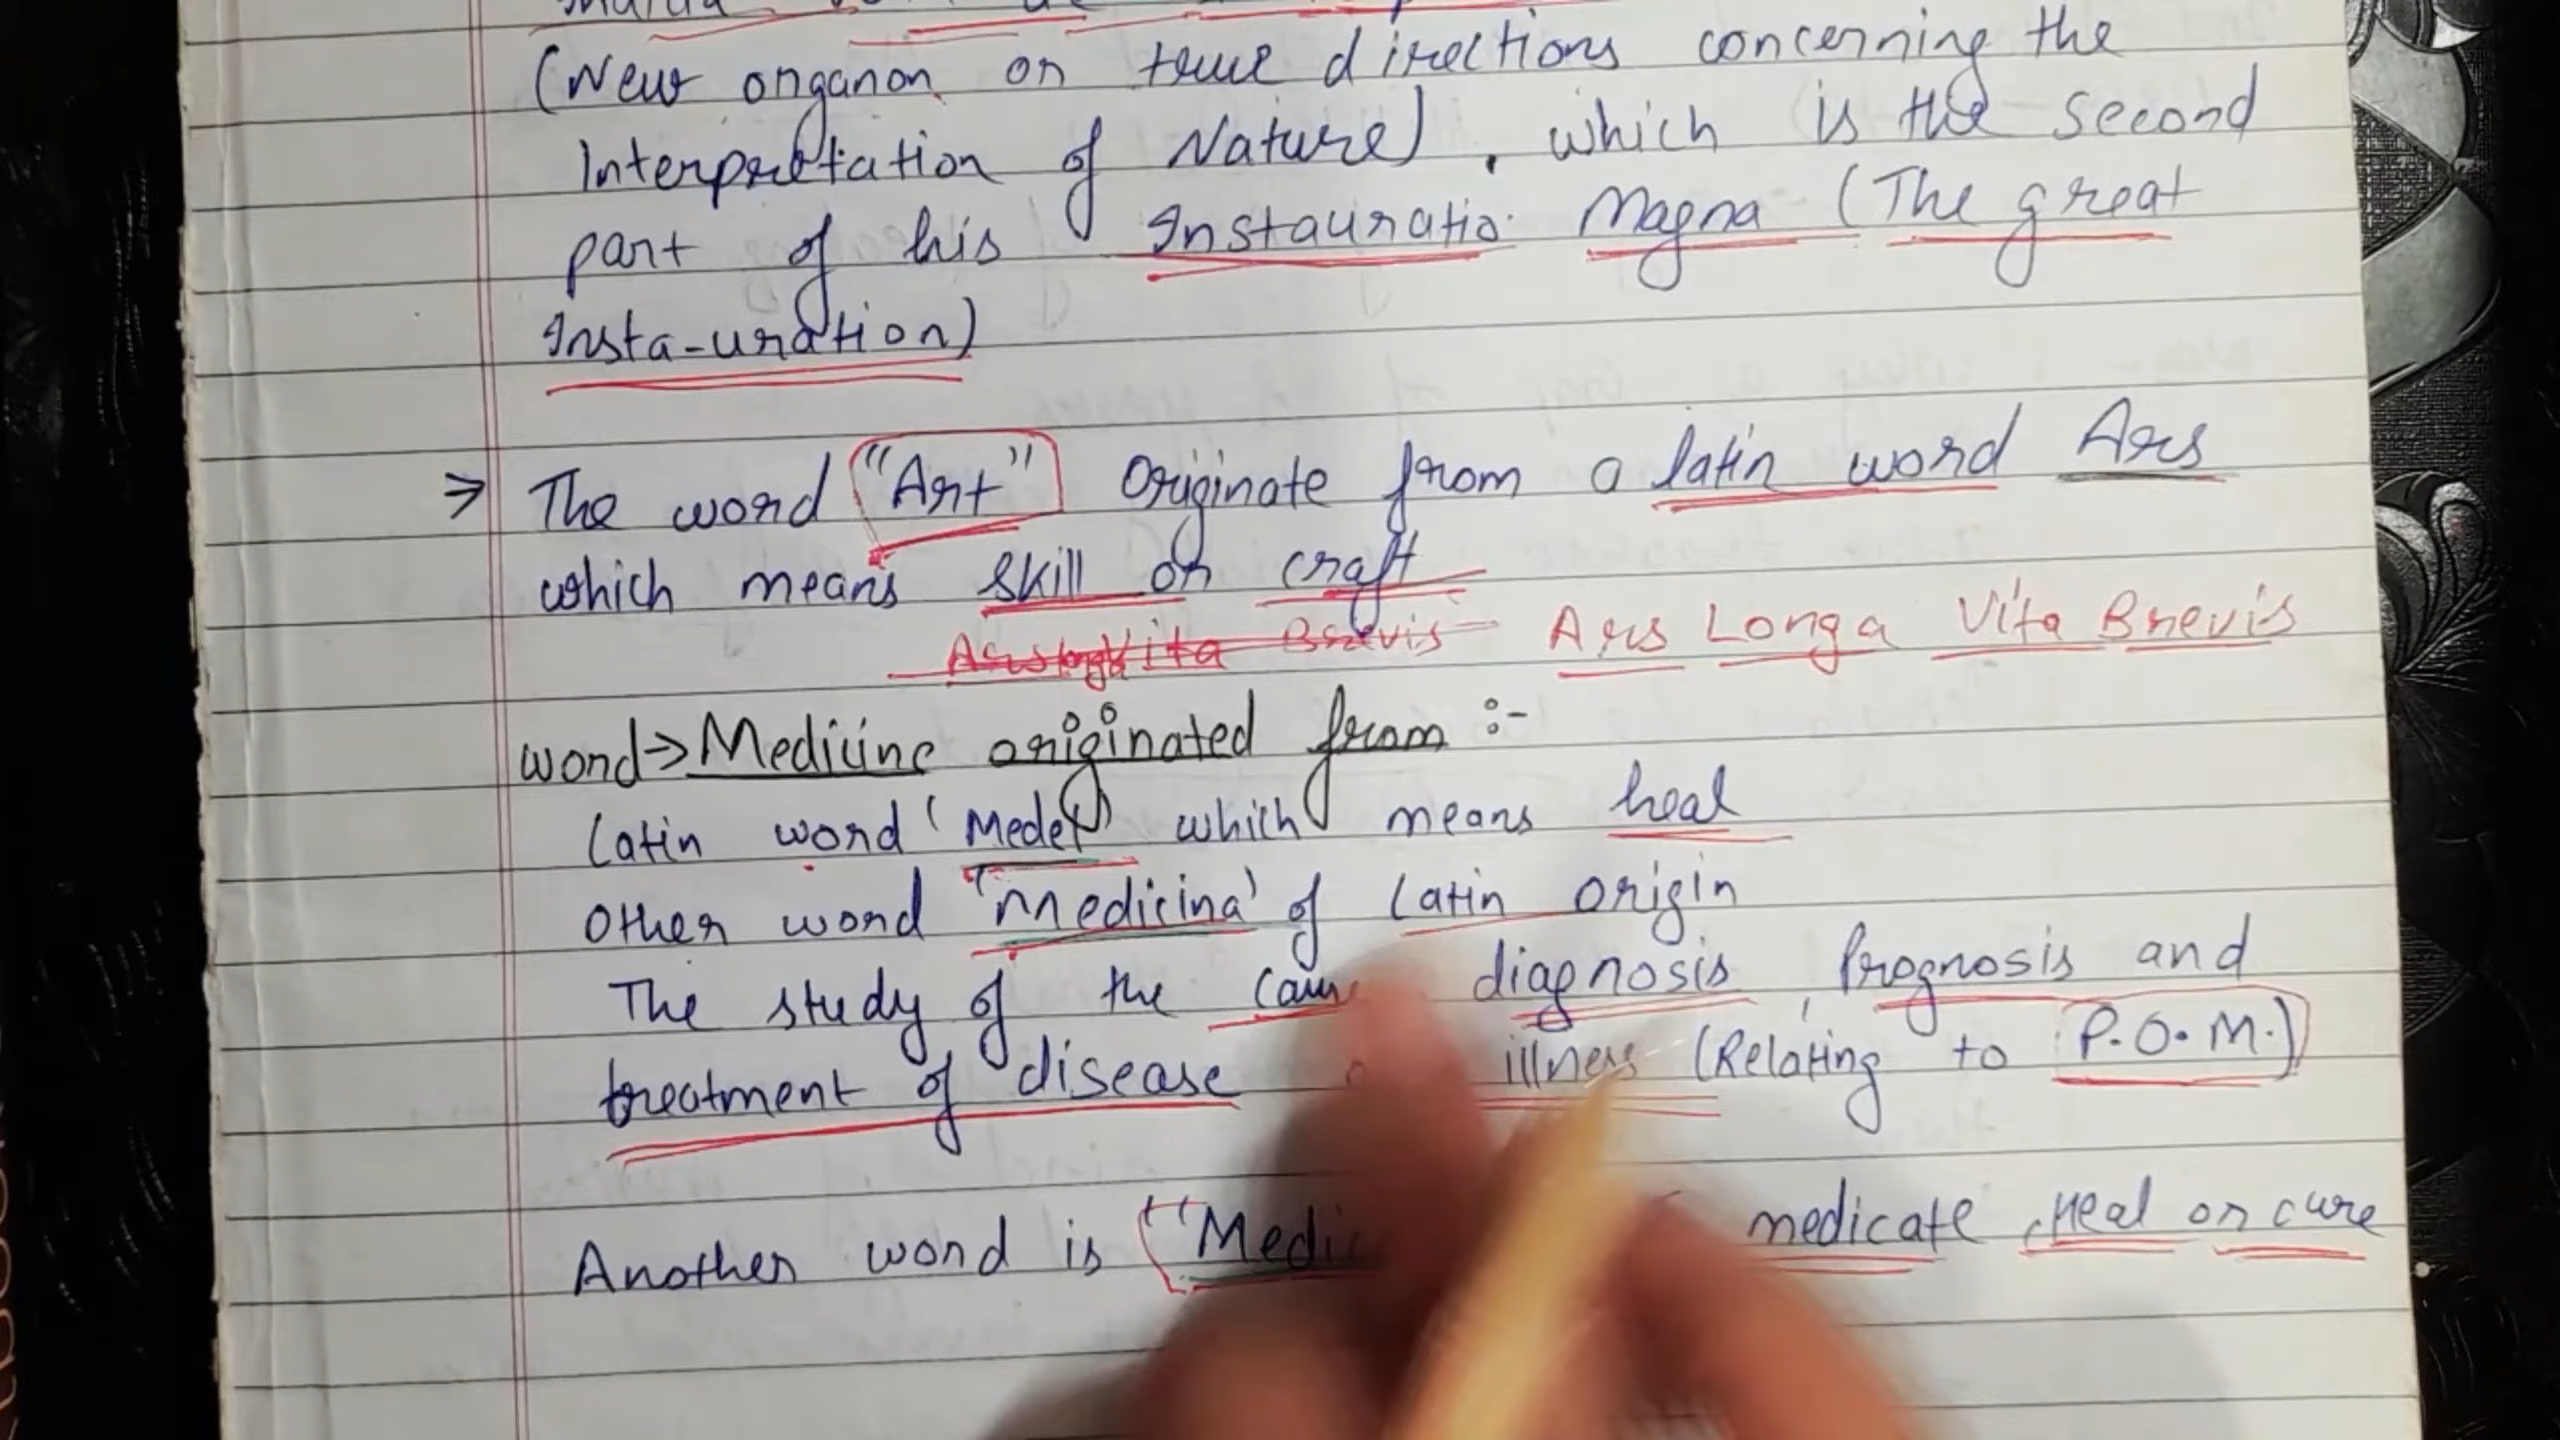 (New organon or true directions concerning the
Interpretation of Nature), which is the second
part of his Instauratio Magna (The great
Insta-uration)
⇒ The word "Art" originate from a latin word Ars
which means skill or craft
Vita Brevis Ars Longa Vita Brevis
word→Medicine originated from :-
Latin word 'Meder' which means heal
Other word 'Medicina' of Latin origin
The study of the diagnosis, Prognosis and
treatment of disease illness (Relating to P.O.M.)
Another word is medicate, Heal or cure